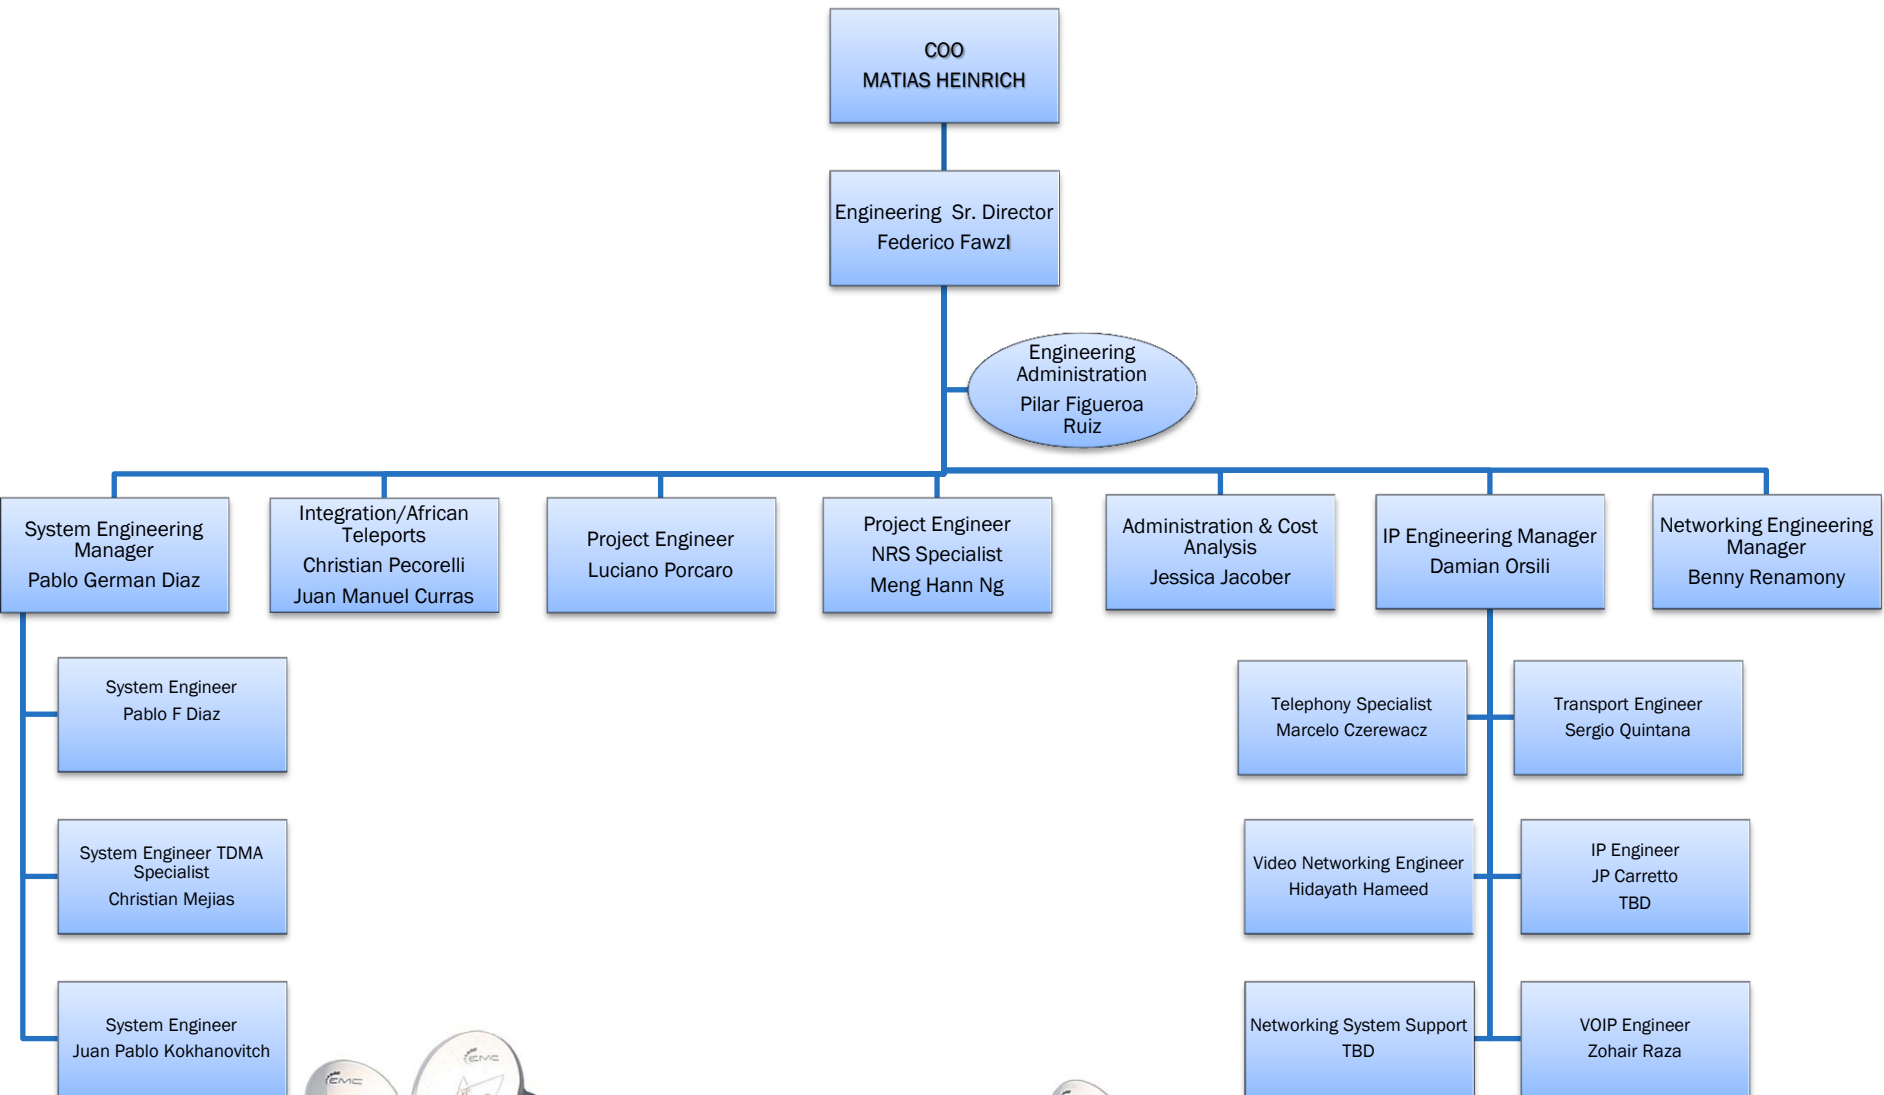 COO
MATIAS HEINRICH
Engineering Sr. Director
Federico FawzI
Engineering
Administration
Pilar Figueroa
Ruiz
System Engineering
Manager
Pablo German Diaz
Integration/African
Teleports
Christian Pecorelli
Juan Manuel Curras
Project Engineer
Luciano Porcaro
Project Engineer
NRS Specialist
Meng Hann Ng
Administration & Cost
Analysis
Jessica Jacober
IP Engineering Manager
Damian Orsili
Networking Engineering
Manager
Benny Renamony
System Engineer
Pablo F Diaz
Telephony Specialist
Marcelo Czerewacz
Transport Engineer
Sergio Quintana
System Engineer TDMA
Specialist
Christian Mejias
Video Networking Engineer
Hidayath Hameed
IP Engineer
JP Carretto
TBD
System Engineer
Juan Pablo Kokhanovitch
Networking System Support
TBD
VOIP Engineer
Zohair Raza
EMC
EMC